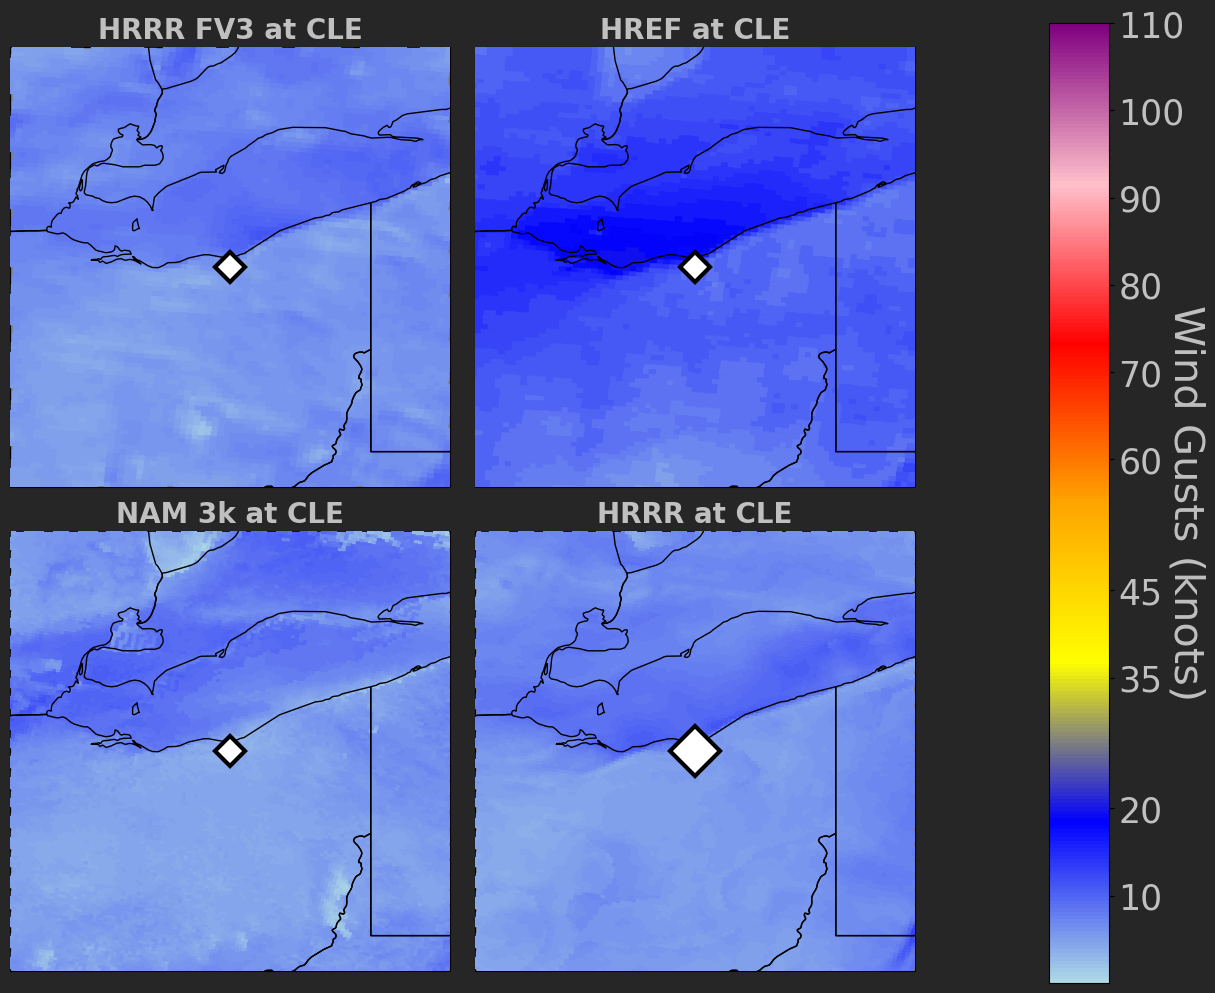 HRRR FV3 at CLE
HREF at CLE
NAM 3k at CLE
HRRR at CLE
110
100
90
80
70
60
45
35
20
10
Wind Gusts (knots)